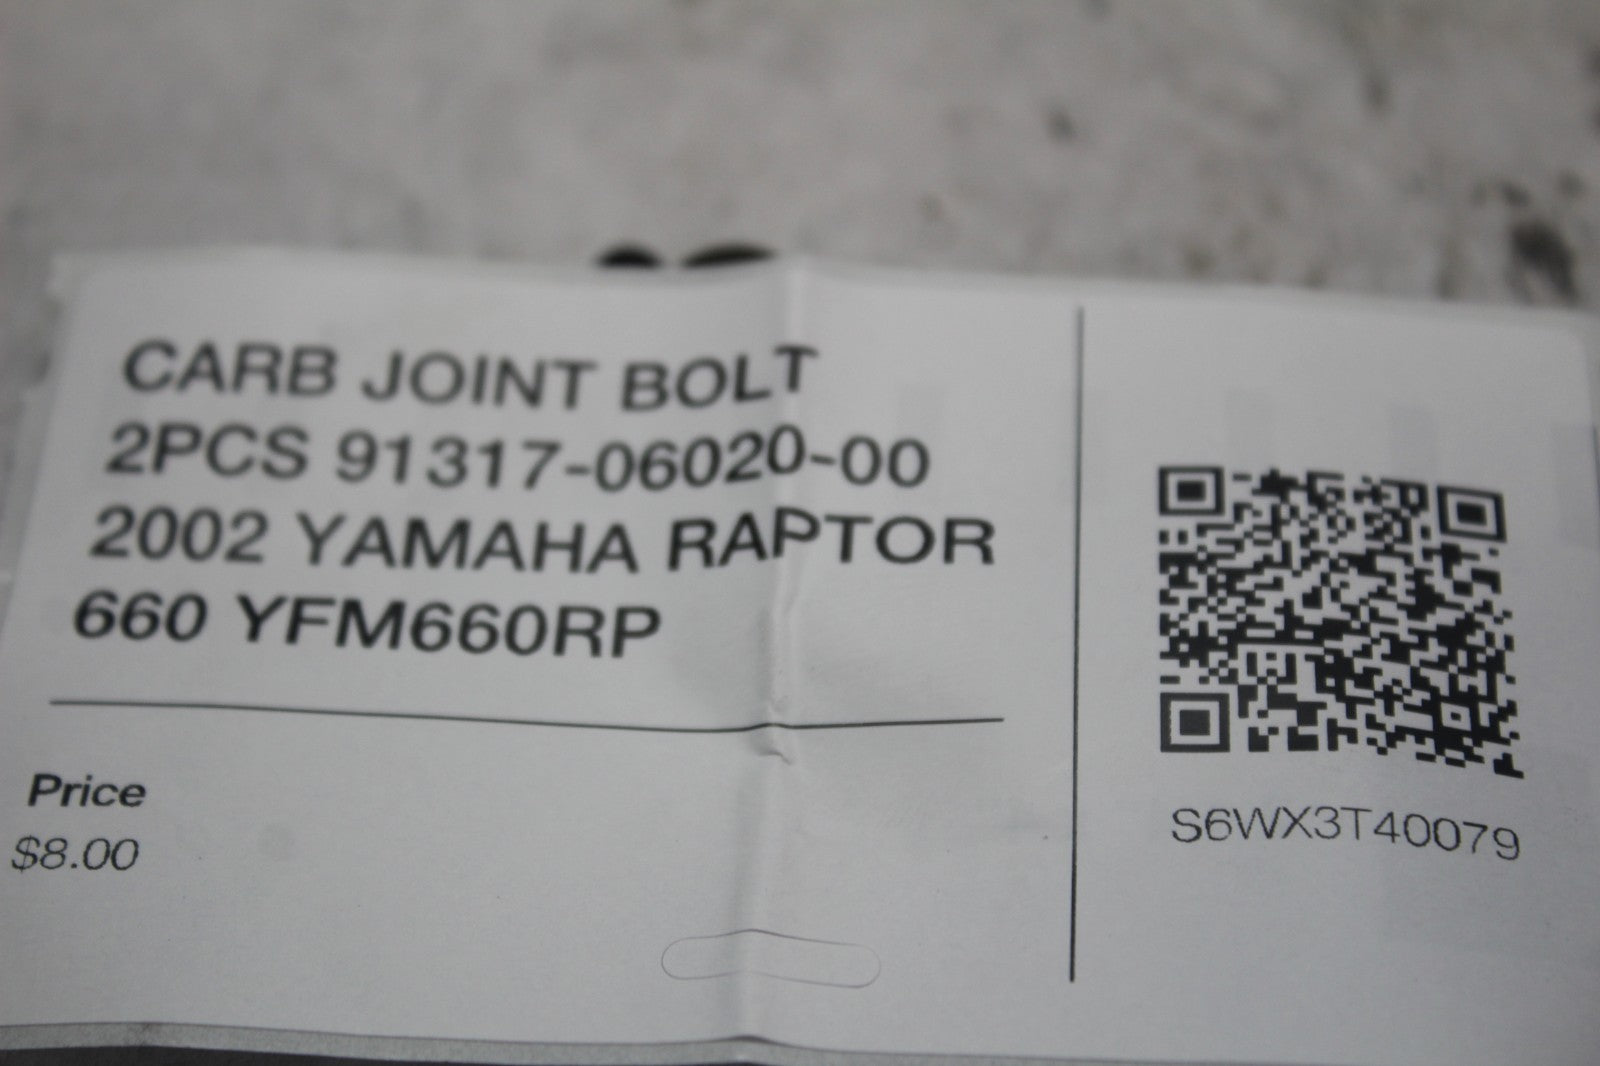 CARB JOINT BOLT
2PCS 91317-06020-00
2002 YAMAHA RAPTOR
660 YFM660RP
Price
$8.00
S6WX3T40079